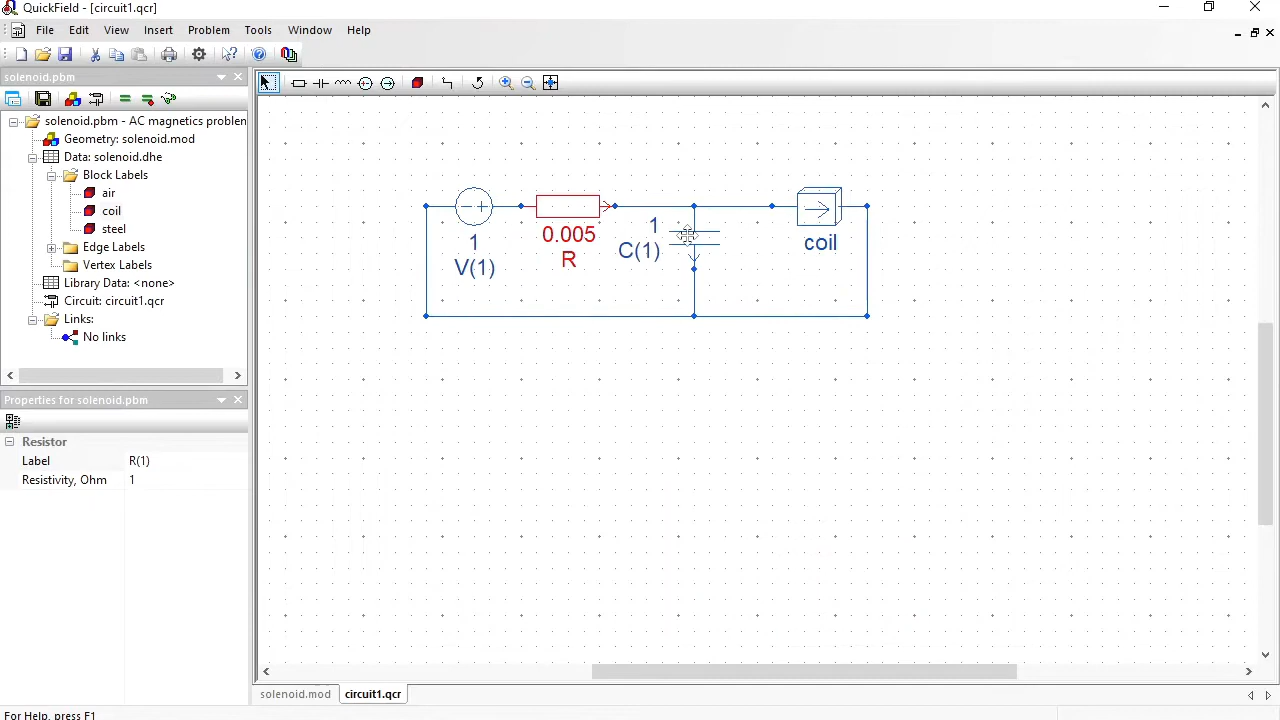 QuickField - [circuit1.qcr]
File Edit View Insert Problem Tools Window Help
solenoid.pbm
solenoid.pbm - AC magnetics problen
Geometry: solenoid.mod
Data: solenoid.dhe
Block Labels
air
coil
steel
Edge Labels
Vertex Labels
Library Data: <none>
Circuit: circuit1.qcr
Links:
No links
Properties for solenoid.pbm
Resistor
Label R(1)
Resistivity, Ohm 1
1
V(1)
0.005
R
1
C(1)
coil
solenoid.mod circuit1.qcr
For Help, press F1